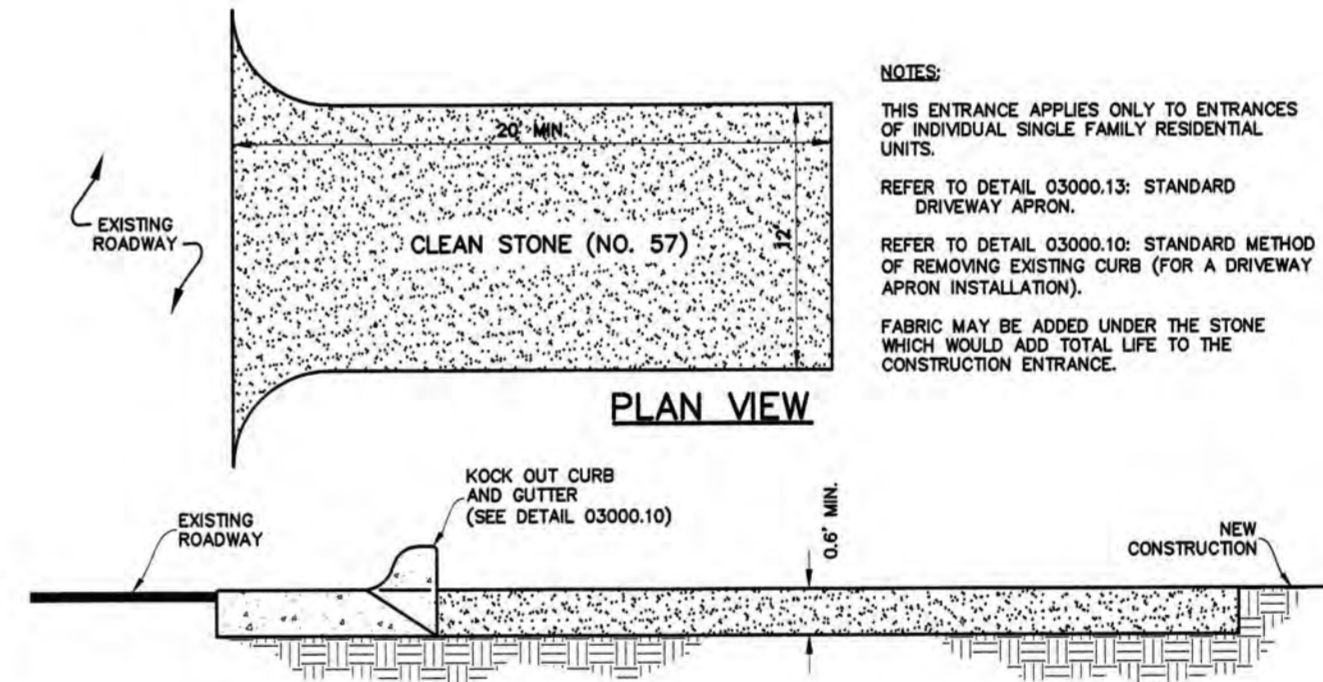 20' MIN.
EXISTING
ROADWAY
CLEAN STONE (NO. 57)
12'
PLAN VIEW
NOTES:
THIS ENTRANCE APPLIES ONLY TO ENTRANCES
OF INDIVIDUAL SINGLE FAMILY RESIDENTIAL
UNITS.
REFER TO DETAIL 03000.13: STANDARD
DRIVEWAY APRON.
REFER TO DETAIL 03000.10: STANDARD METHOD
OF REMOVING EXISTING CURB (FOR A DRIVEWAY
APRON INSTALLATION).
FABRIC MAY BE ADDED UNDER THE STONE
WHICH WOULD ADD TOTAL LIFE TO THE
CONSTRUCTION ENTRANCE.
EXISTING
ROADWAY
KOCK OUT CURB
AND GUTTER
(SEE DETAIL 03000.10)
0.6' MIN.
NEW
CONSTRUCTION